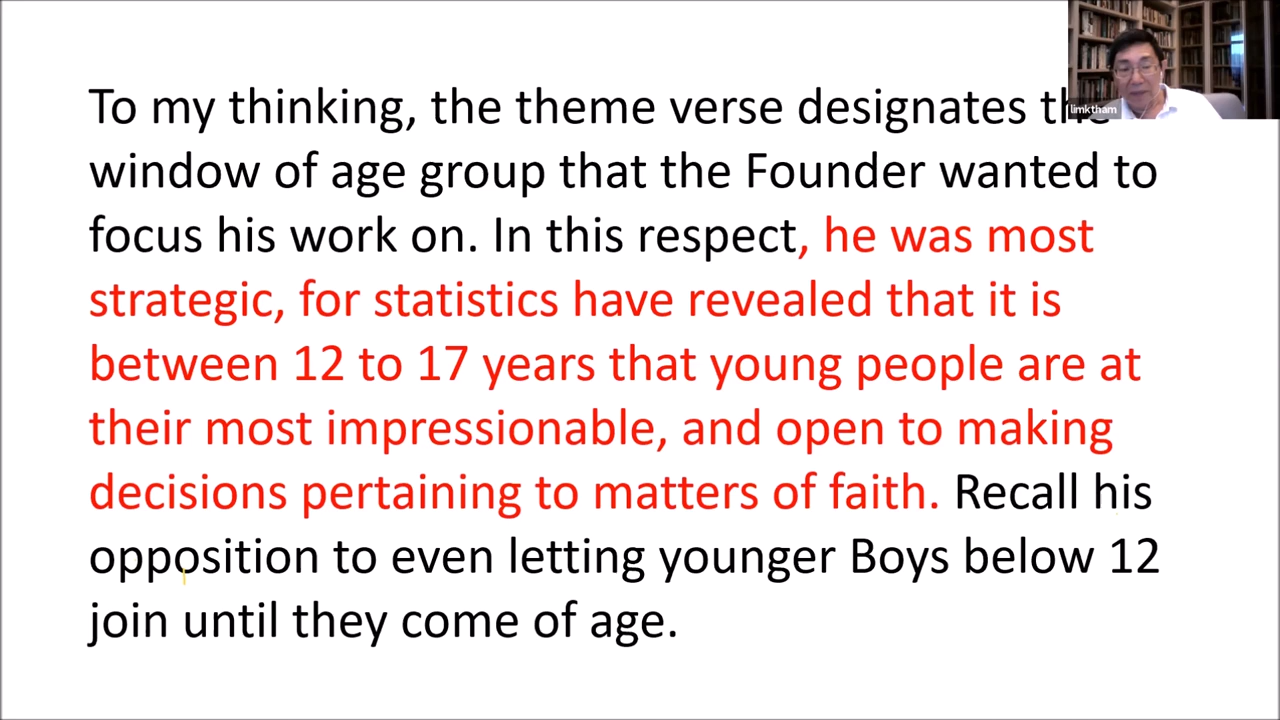 To my thinking, the theme verse designates the
limktham
window of age group that the Founder wanted to
focus his work on. In this respect, he was most
strategic, for statistics have revealed that it is
between 12 to 17 years that young people are at
their most impressionable, and open to making
decisions pertaining to matters of faith. Recall his
opposition to even letting younger Boys below 12
join until they come of age.